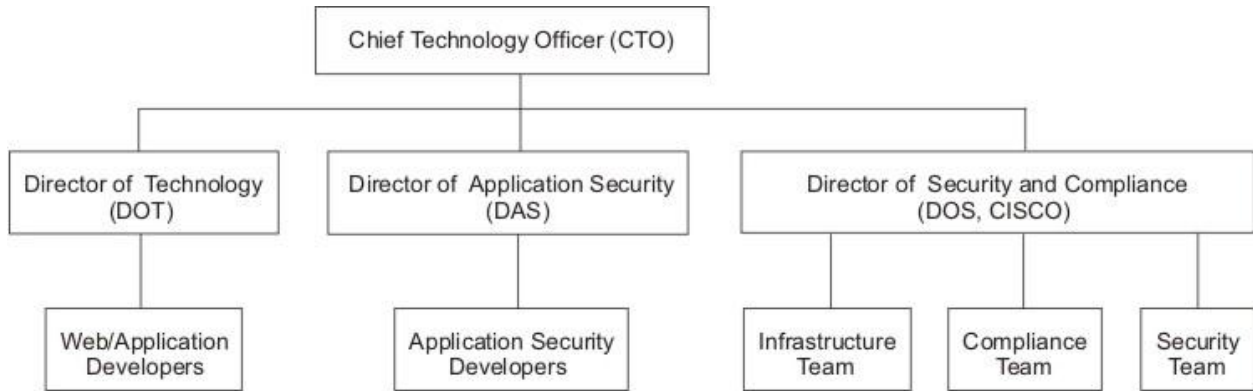 Chief Technology Officer (CTO)
Director of Technology
(DOT)
Director of Application Security
(DAS)
Director of Security and Compliance
(DOS, CISCO)
Web/Application
Developers
Application Security
Developers
Infrastructure
Team
Compliance
Team
Security
Team